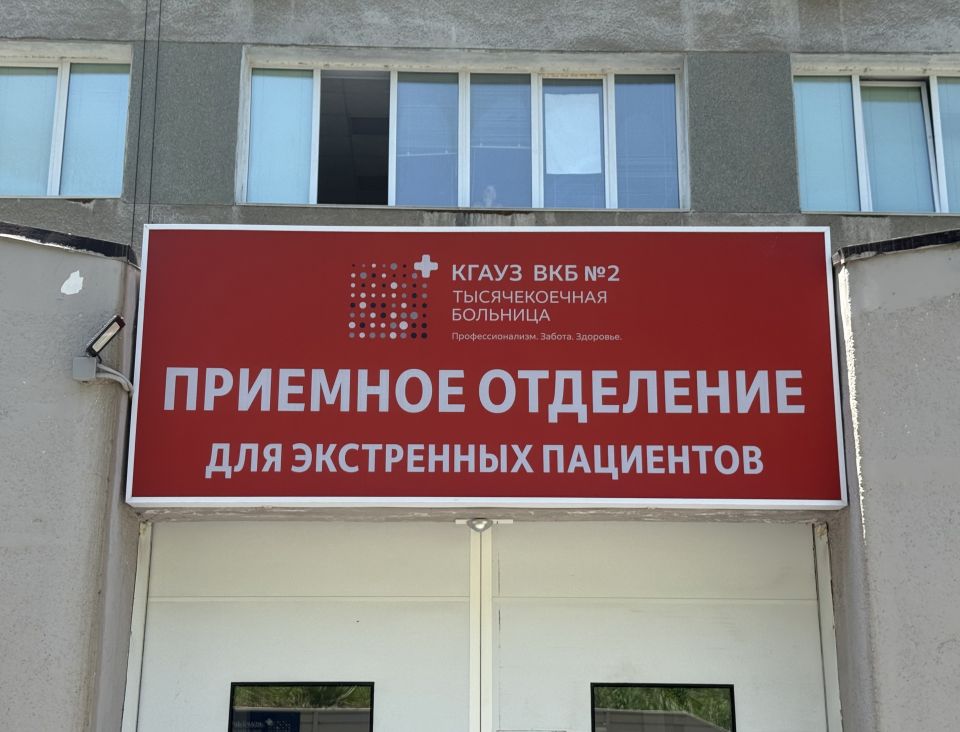 КГАУЗ ВКБ №2
ТЫСЯЧЕКОЕЧНАЯ
БОЛЬНИЦА
Профессионализм. Забота. Здоровье.
ПРИЕМНОЕ ОТДЕЛЕНИЕ
ДЛЯ ЭКСТРЕННЫХ ПАЦИЕНТОВ